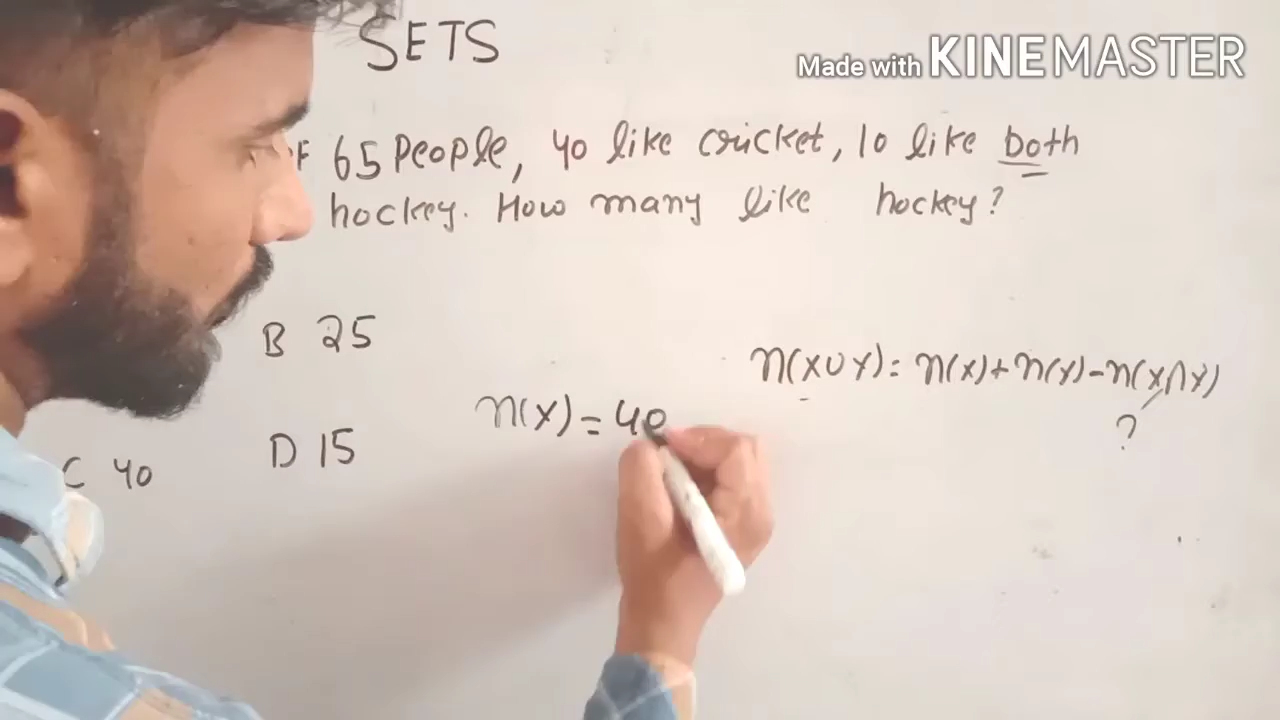 SETS
Made with KINEMASTER
65 People, 40 like cricket, 10 like both
hockey. How many like hockey?
B 25
n(X∪Y) = n(X) + n(Y) - n(X∩Y)
n(X) = 40
?
D 15
C 40